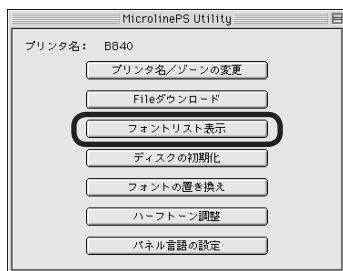 MicrolinePS Utility
プリンタ名： B840
プリンタ名／ゾーンの変更
Fileダウンロード
フォントリスト表示
ディスクの初期化
フォントの置き換え
ハーフトーン調整
パネル言語の設定